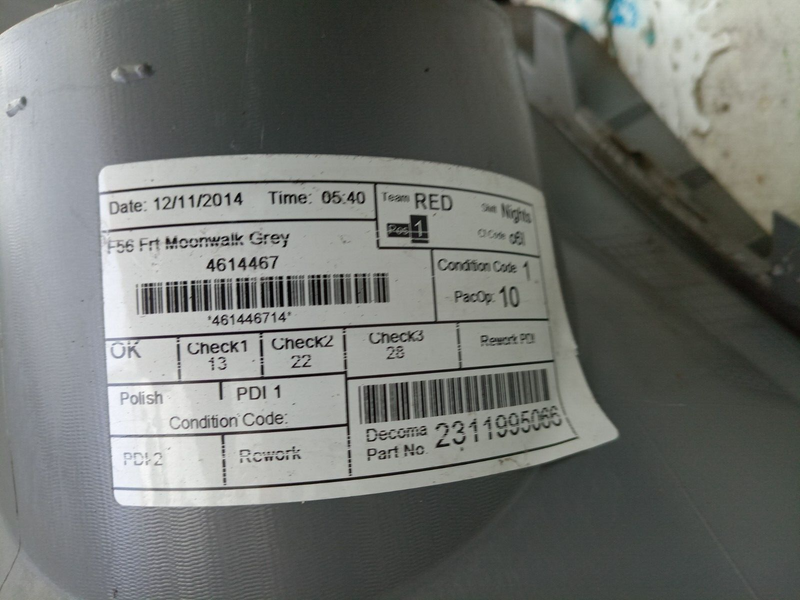 Date: 12/11/2014 Time: 05:40
Team RED
Shift Nights
Pos 1
F56 Frt Moonwalk Grey
4614467
*461446714*
Condition Code 1
PacOp: 10
OK
Check1 13
Check2 22
Check3 28
Rework PDI
Polish
PDI 1
Condition Code:
PDI 2
Rework
Decoma Part No. 2311995066